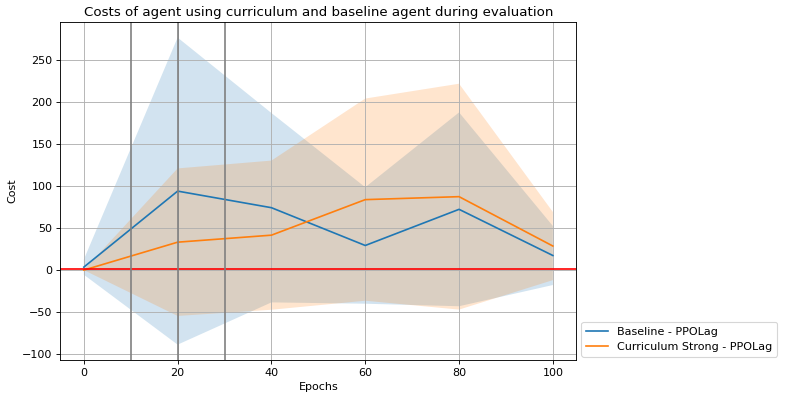 Costs of agent using curriculum and baseline agent during evaluation
250
200
150
100
50
0
−50
−100
Cost
0 20 40 60 80 100
Epochs
Baseline - PPOLag
Curriculum Strong - PPOLag